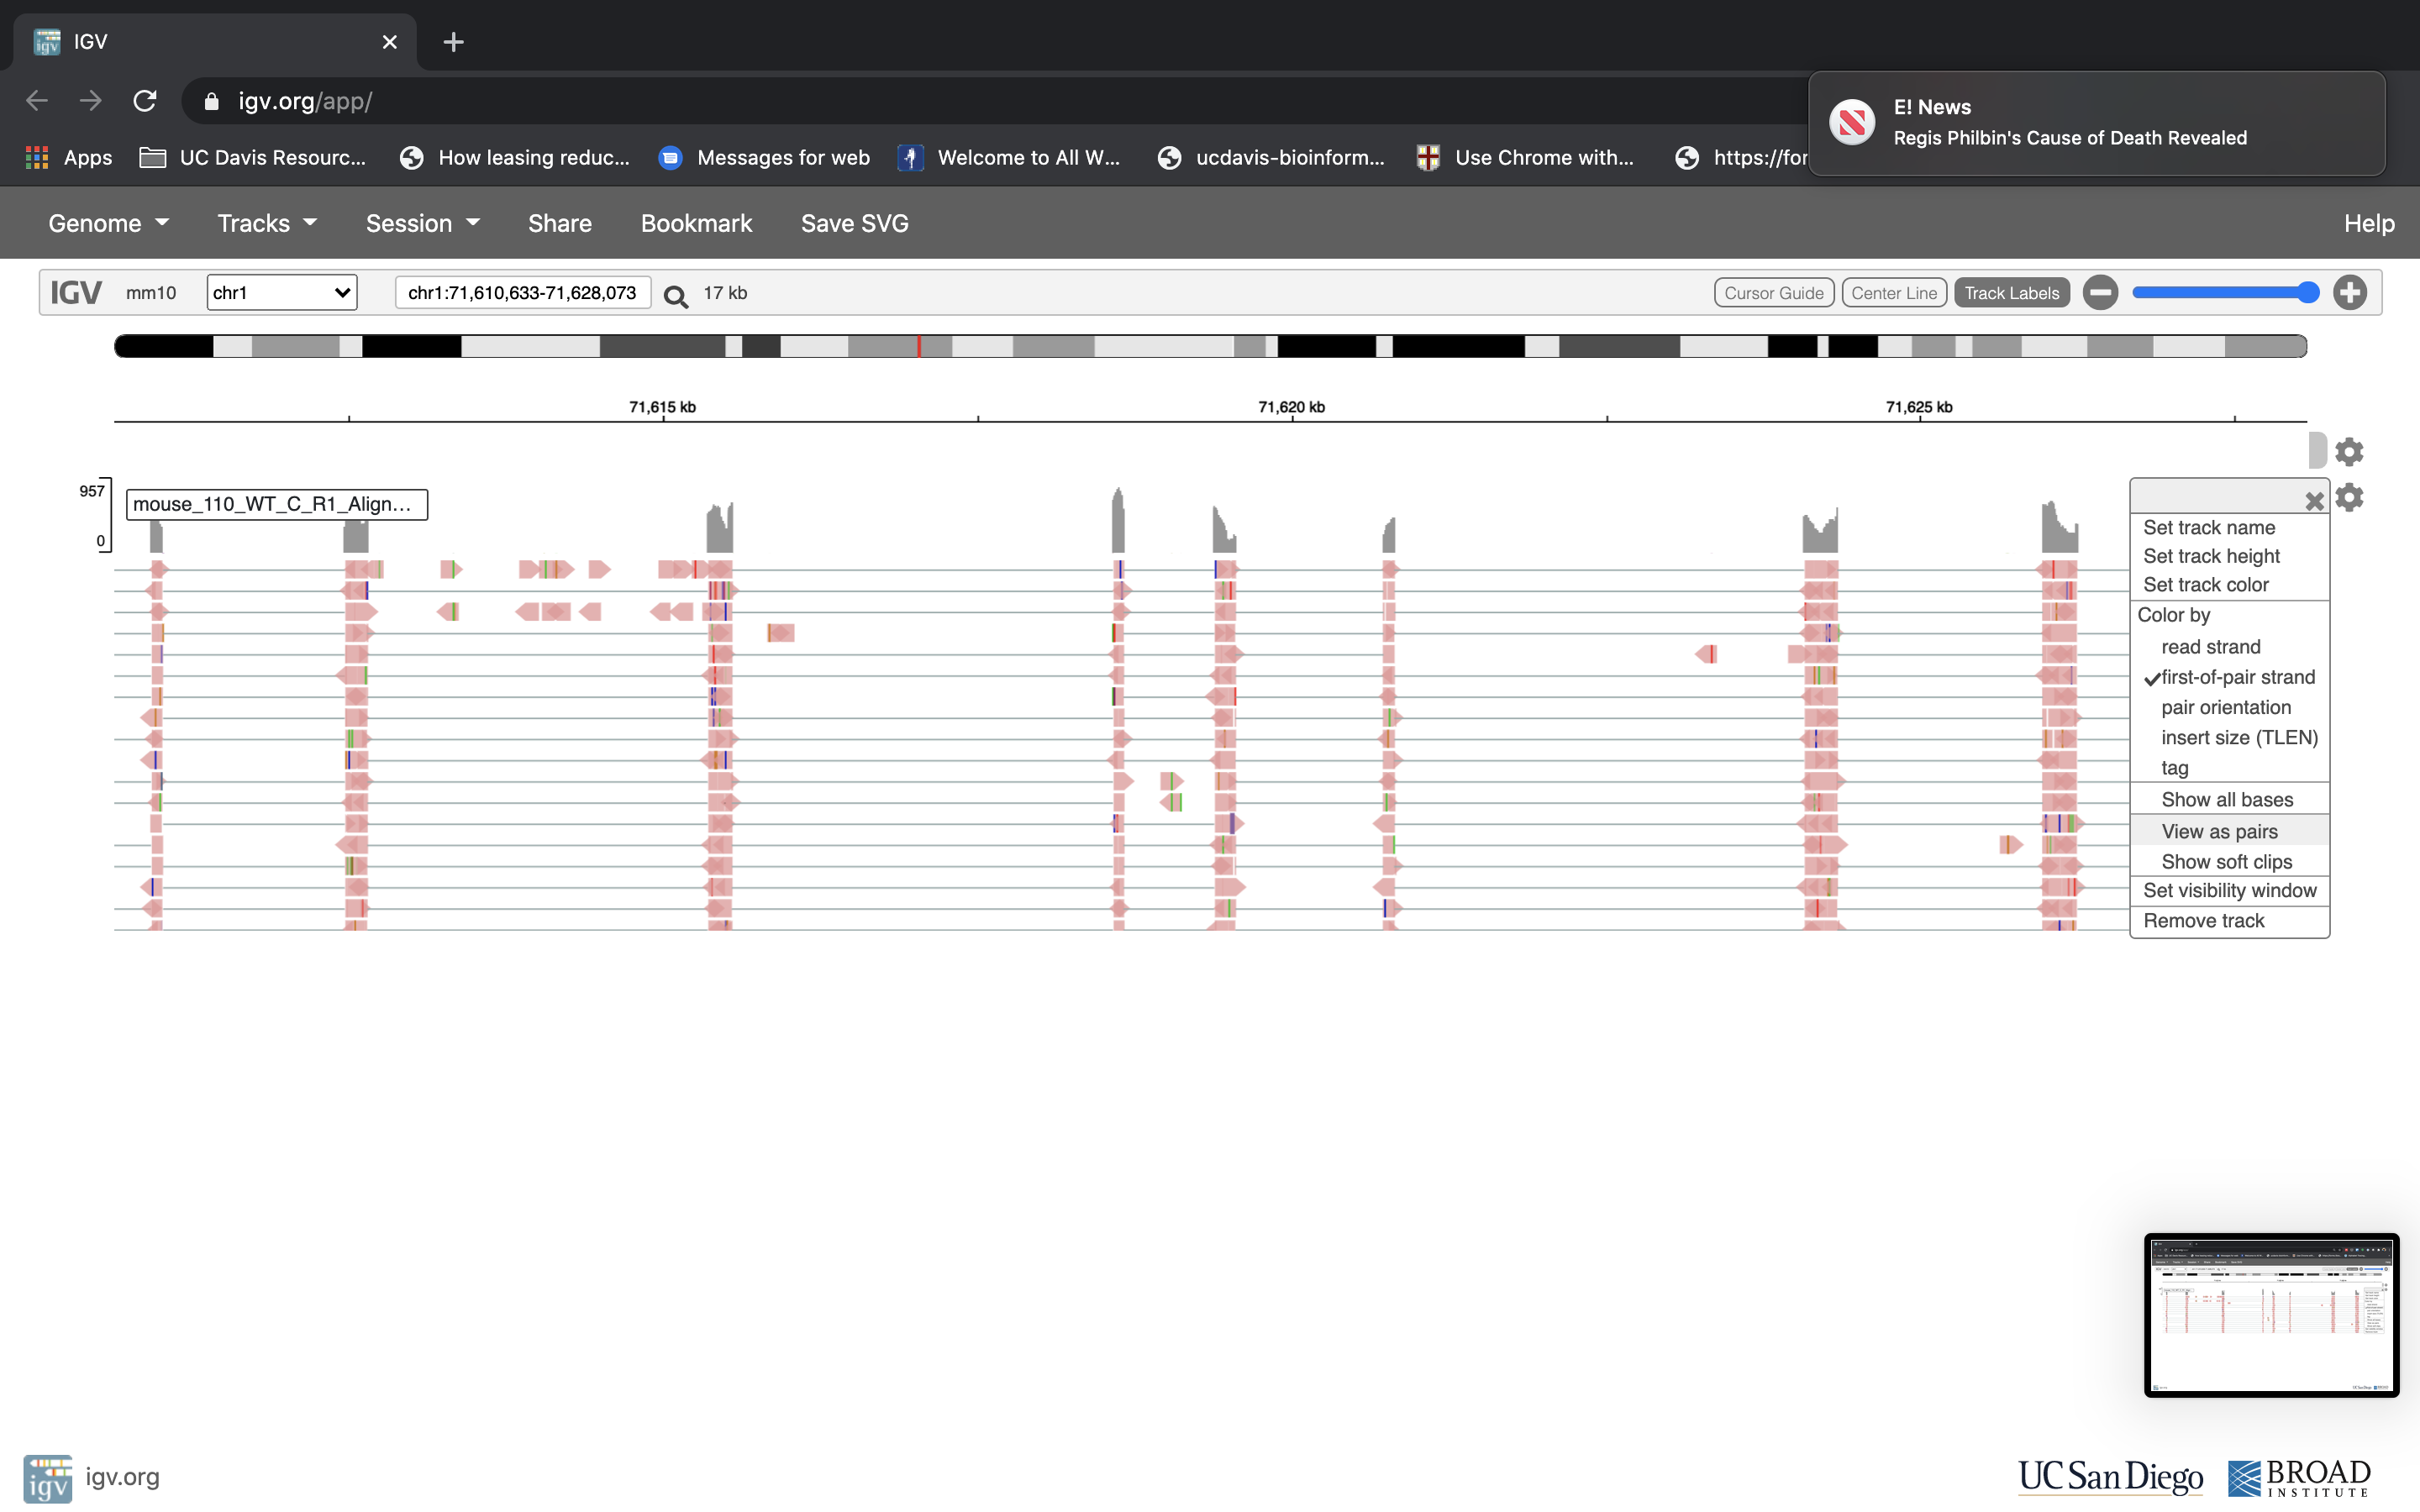 IGV
igv.org/app/
E! News
Regis Philbin's Cause of Death Revealed
Apps
UC Davis Resourc...
How leasing reduc...
Messages for web
Welcome to All W...
ucdavis-bioinform...
Use Chrome with...
https://for
Genome
Tracks
Session
Share
Bookmark
Save SVG
Help
IGV
mm10
chr1
chr1:71,610,633-71,628,073
17 kb
Cursor Guide
Center Line
Track Labels
71,615 kb
71,620 kb
71,625 kb
957
0
mouse_110_WT_C_R1_Align...
Set track name
Set track height
Set track color
Color by
read strand
first-of-pair strand
pair orientation
insert size (TLEN)
tag
Show all bases
View as pairs
Show soft clips
Set visibility window
Remove track
igv
igv.org
UC San Diego
BROAD
INSTITUTE